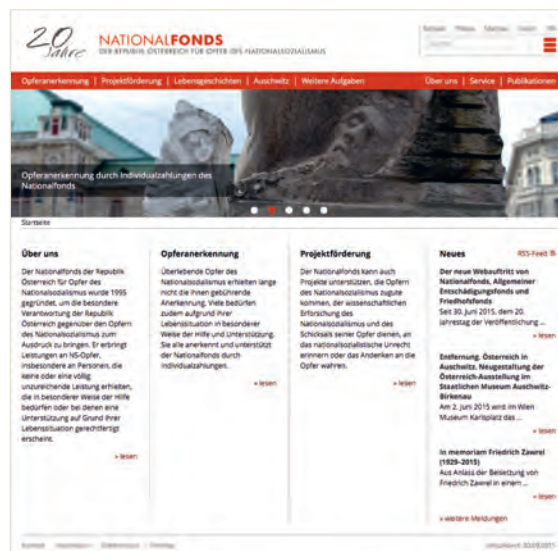 20 Jahre
NATIONALFONDS
DER REPUBLIK ÖSTERREICH FÜR OPFER DES NATIONALSOZIALISMUS
Opferanerkennung | Projektförderung | Lebensgeschichten | Auschwitz | Weitere Aufgaben
Über uns | Service | Publikationen
Opferanerkennung durch Individualzahlungen des
Nationalfonds
Startseite
Über uns
Der Nationalfonds der Republik
Österreich für Opfer des
Nationalsozialismus wurde 1995
gegründet, um die besondere
Verantwortung der Republik
Österreich gegenüber den Opfern
des Nationalsozialismus zum
Ausdruck zu bringen. Er erbringt
Leistungen an NS-Opfer,
insbesondere an Personen, die
keine oder eine völlig
unzureichende Leistung erhielten,
die in besonderer Weise der Hilfe
bedürfen oder bei denen eine
Unterstützung auf Grund ihrer
Lebenssituation gerechtfertigt
erscheint.
» lesen
Opferanerkennung
Überlebende Opfer des
Nationalsozialismus erhielten lange
nicht die ihnen gebührende
Anerkennung. Viele bedürfen
zudem aufgrund ihrer
Lebenssituation in besonderer
Weise der Hilfe und Unterstützung.
Sie alle anerkennt und unterstützt
der Nationalfonds durch
Individualzahlungen.
» lesen
Projektförderung
Der Nationalfonds kann auch
Projekte unterstützen, die Opfern
des Nationalsozialismus zugute
kommen, der wissenschaftlichen
Erforschung des
Nationalsozialismus und des
Schicksals seiner Opfer dienen, an
das nationalsozialistische Unrecht
erinnern oder das Andenken an die
Opfer wahren.
» lesen
Neues
RSS-Feed
Der neue Webauftritt von
Nationalfonds, Allgemeiner
Entschädigungsfonds und
Friedhofsfonds
Seit 30. Juni 2015, dem 20.
Jahrestag der Veröffentlichung ...
» lesen
Entfernung. Österreich in
Auschwitz. Neugestaltung der
Österreich-Ausstellung im
Staatlichen Museum Auschwitz-
Birkenau
Am 2. Juni 2015 wird im Wien
Museum Karlsplatz das ...
» lesen
In memoriam Friedrich Zawrel
(1929–2015)
Aus Anlass der Beisetzung von
Friedrich Zawrel in einem ...
» lesen
» weitere Meldungen